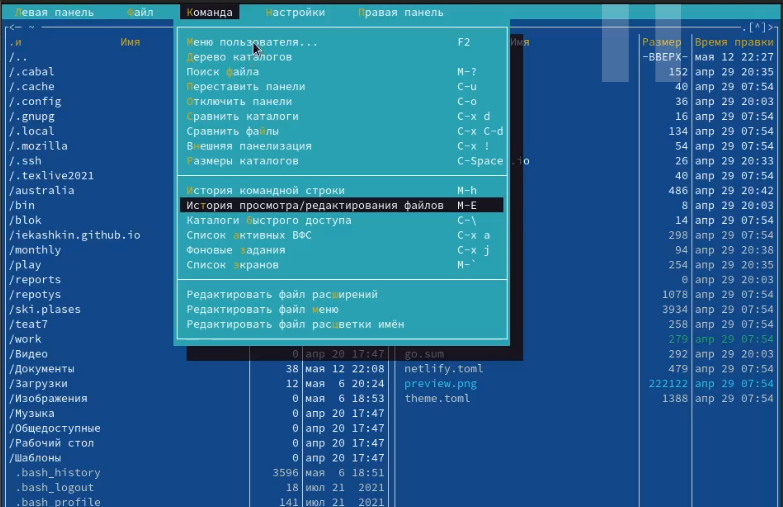 Левая панель Файл Команда Настройки Правая панель
<─ ~ .[^]>
.и Имя Имя Размер Время правки
Меню пользователя... F2
/.. Дерево каталогов -ВВЕРХ- мая 12 22:27
/.cabal Поиск файла M-? 152 апр 29 20:35
/.cache Переставить панели C-u 40 апр 29 07:54
/.config Отключить панели C-o 36 апр 29 20:03
/.gnupg Сравнить каталоги C-x d 16 апр 29 07:54
/.local Сравнить файлы C-x C-d 134 апр 29 07:54
/.mozilla Внешняя панелизация C-x ! 54 апр 29 07:54
/.ssh Размеры каталогов C-Space .io 26 апр 29 20:33
/.texlive2021 40 апр 29 07:54
/australia История командной строки M-h 486 апр 29 20:42
/bin История просмотра/редактирования файлов M-E 8 апр 29 20:03
/blok Каталоги быстрого доступа C-\ 14 апр 29 07:54
/iekashkin.github.io Список активных ВФС C-x a 298 апр 29 07:54
/monthly Фоновые задания C-x j 94 апр 29 20:38
/play Список экранов M-` 254 апр 29 20:35
/reports 0 апр 29 20:03
/repotys Редактировать файл расширений 1078 апр 29 07:54
/ski.plases Редактировать файл меню 3934 апр 29 07:54
/teat7 Редактировать файл расцветки имён 258 апр 29 07:54
/work 279 апр 29 07:54
/Видео 0 апр 20 17:47 go.sum 292 апр 29 20:03
/Документы 38 мая 12 22:08 netlify.toml 479 апр 29 07:54
/Загрузки 12 мая 6 20:24 preview.png 222122 апр 29 07:54
/Изображения 0 мая 6 18:53 theme.toml 1388 апр 29 07:54
/Музыка 0 апр 20 17:47
/Общедоступные 0 апр 20 17:47
/Рабочий стол 0 апр 20 17:47
/Шаблоны 0 апр 20 17:47
.bash_history 3596 мая 6 18:51
.bash_logout 18 июл 21 2021
.bash_profile 141 июл 21 2021